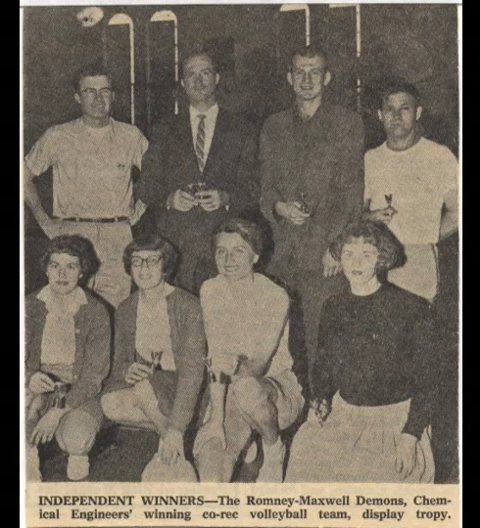 INDEPENDENT WINNERS—The Romney-Maxwell Demons, Chem-
ical Engineers' winning co-rec volleyball team, display tropy.